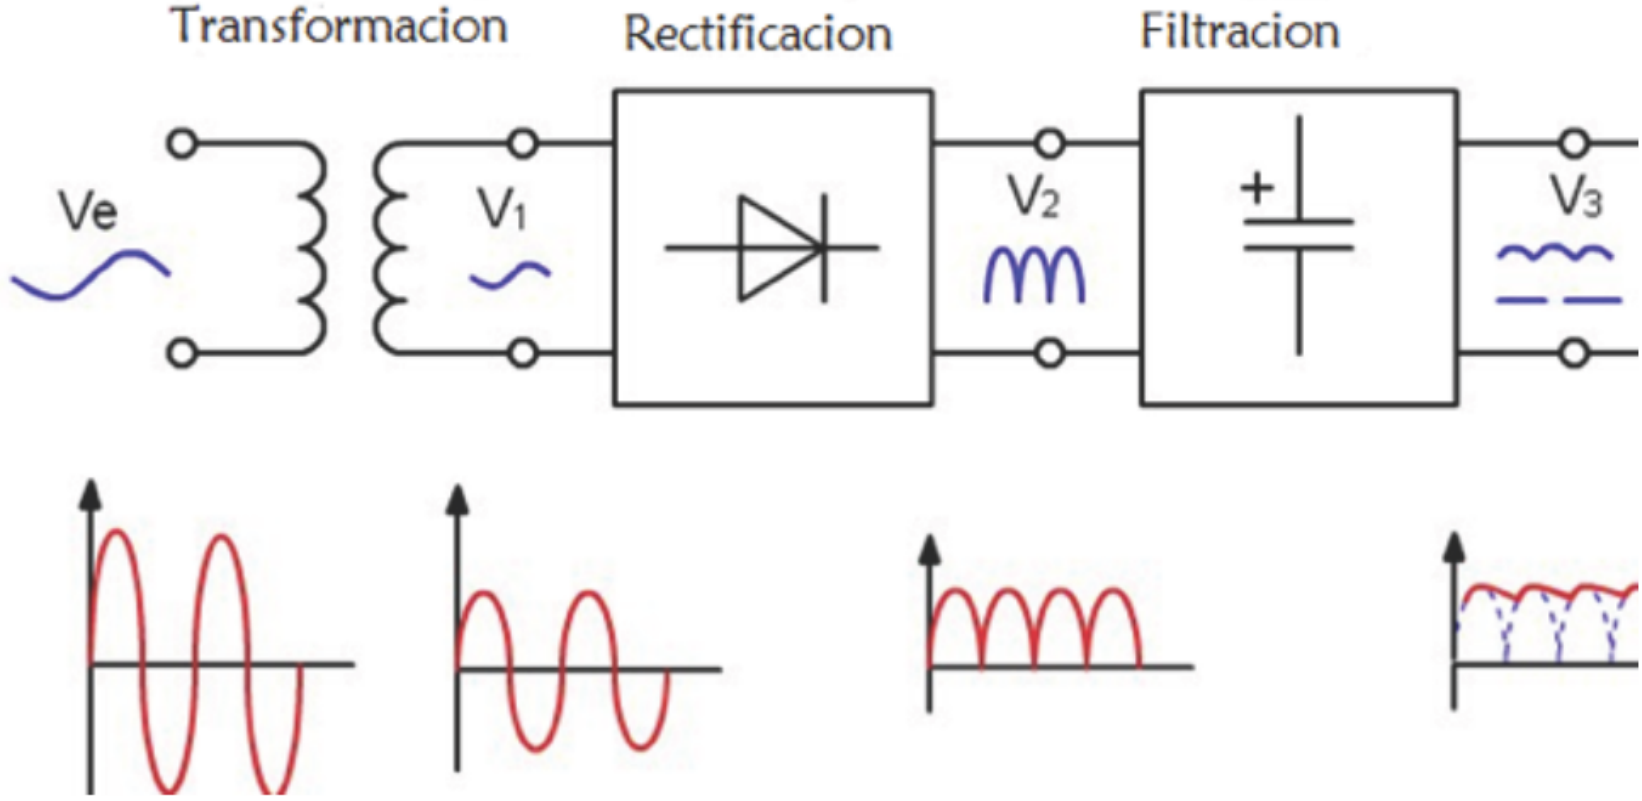 Transformacion
Rectificacion
Filtracion
Ve
V1
V2
+
V3